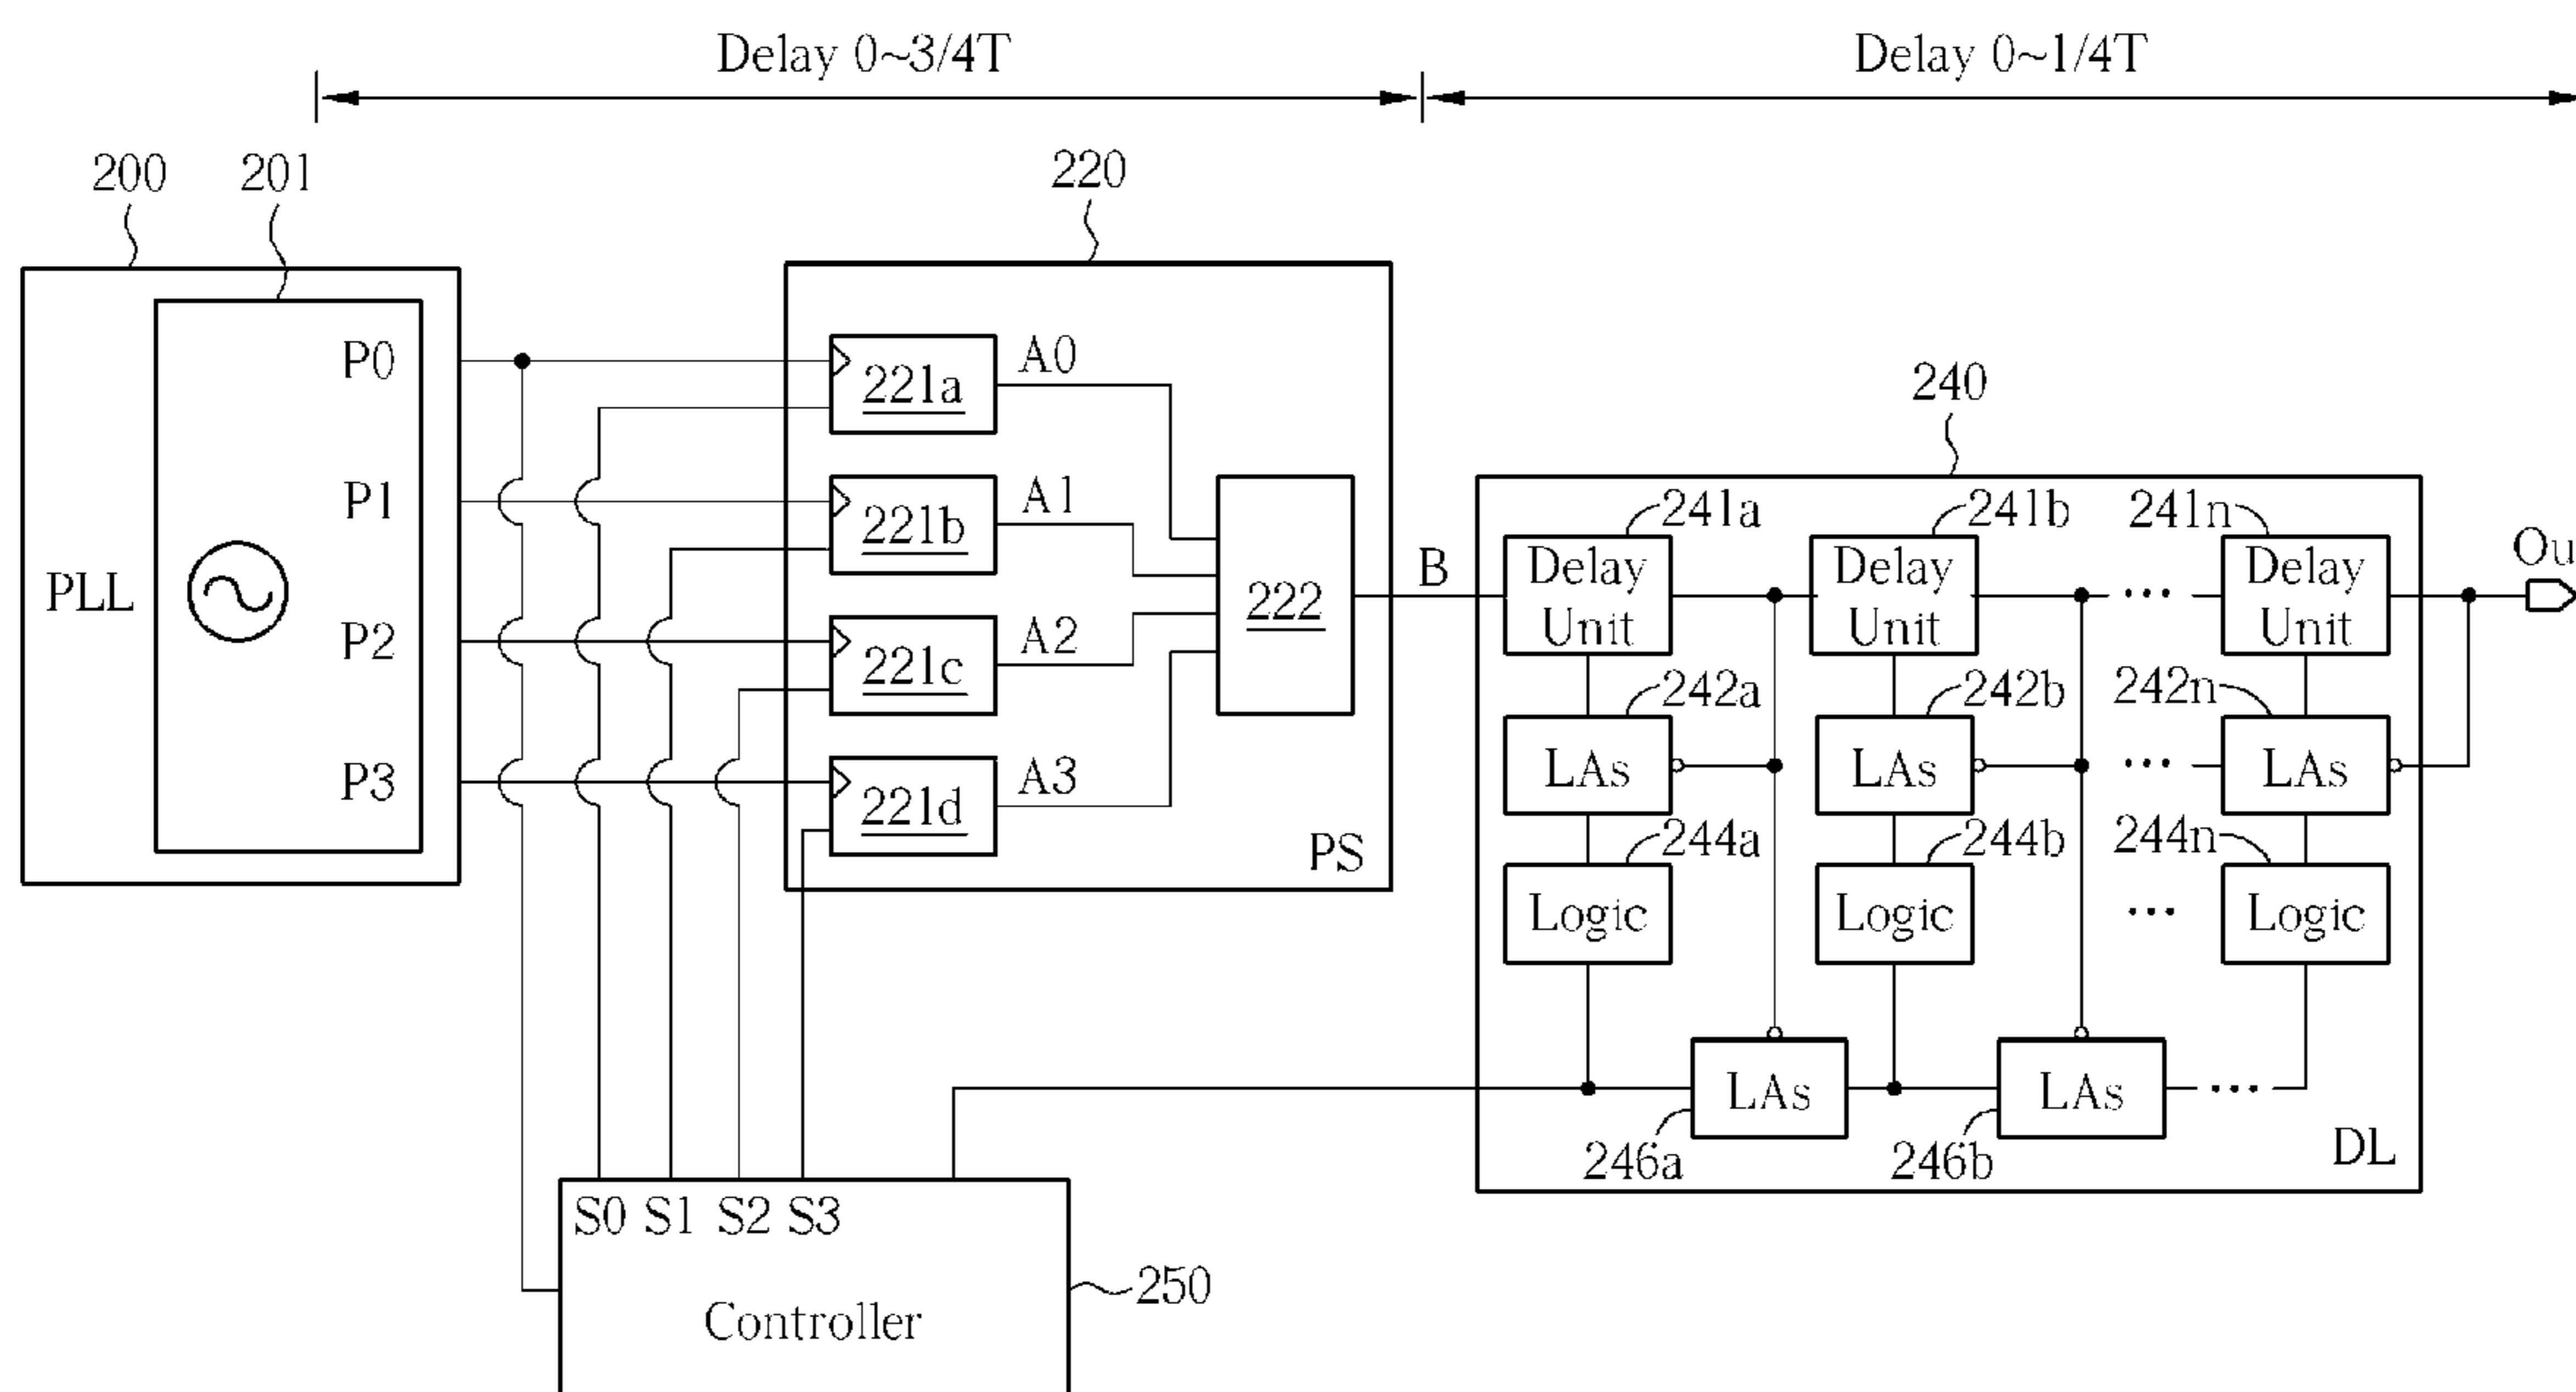 Delay 0~3/4T
Delay 0~1/4T
200
201
220
240
PLL
P0
P1
P2
P3
221a
221b
221c
221d
A0
A1
A2
A3
222
PS
B
241a
241b
241n
Delay
Unit
Delay
Unit
...
Delay
Unit
Ou
242a
242b
242n
LAs
LAs
...
LAs
244a
244b
244n
Logic
Logic
...
Logic
LAs
LAs
...
246a
246b
DL
S0 S1 S2 S3
Controller
250